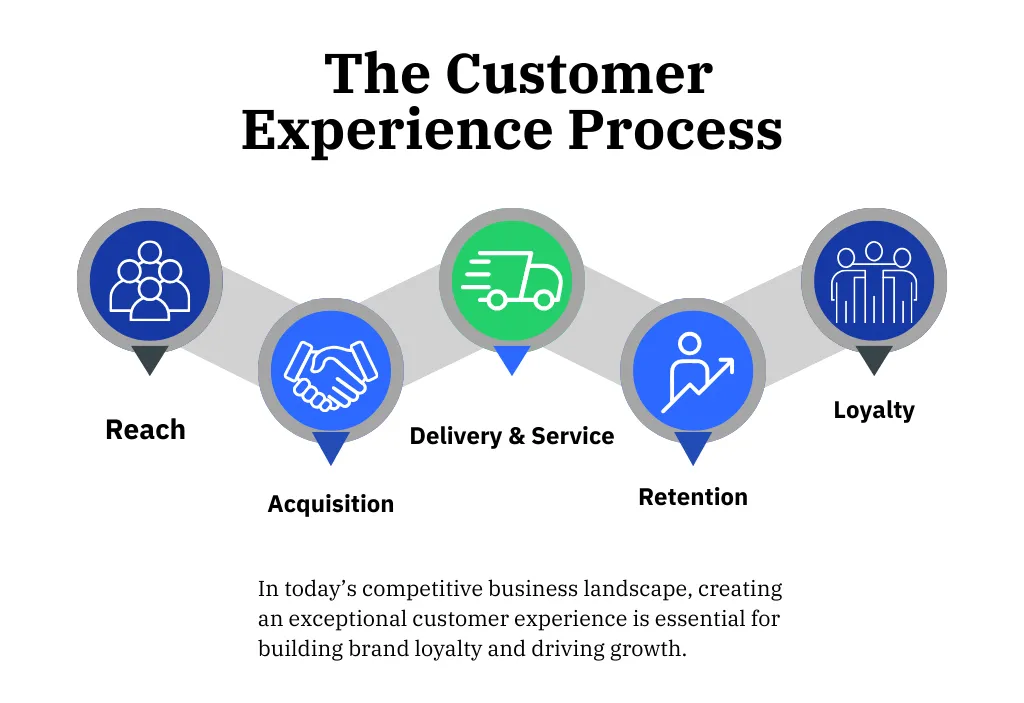 The Customer
Experience Process
Reach
Acquisition
Delivery & Service
Retention
Loyalty
In today’s competitive business landscape, creating
an exceptional customer experience is essential for
building brand loyalty and driving growth.